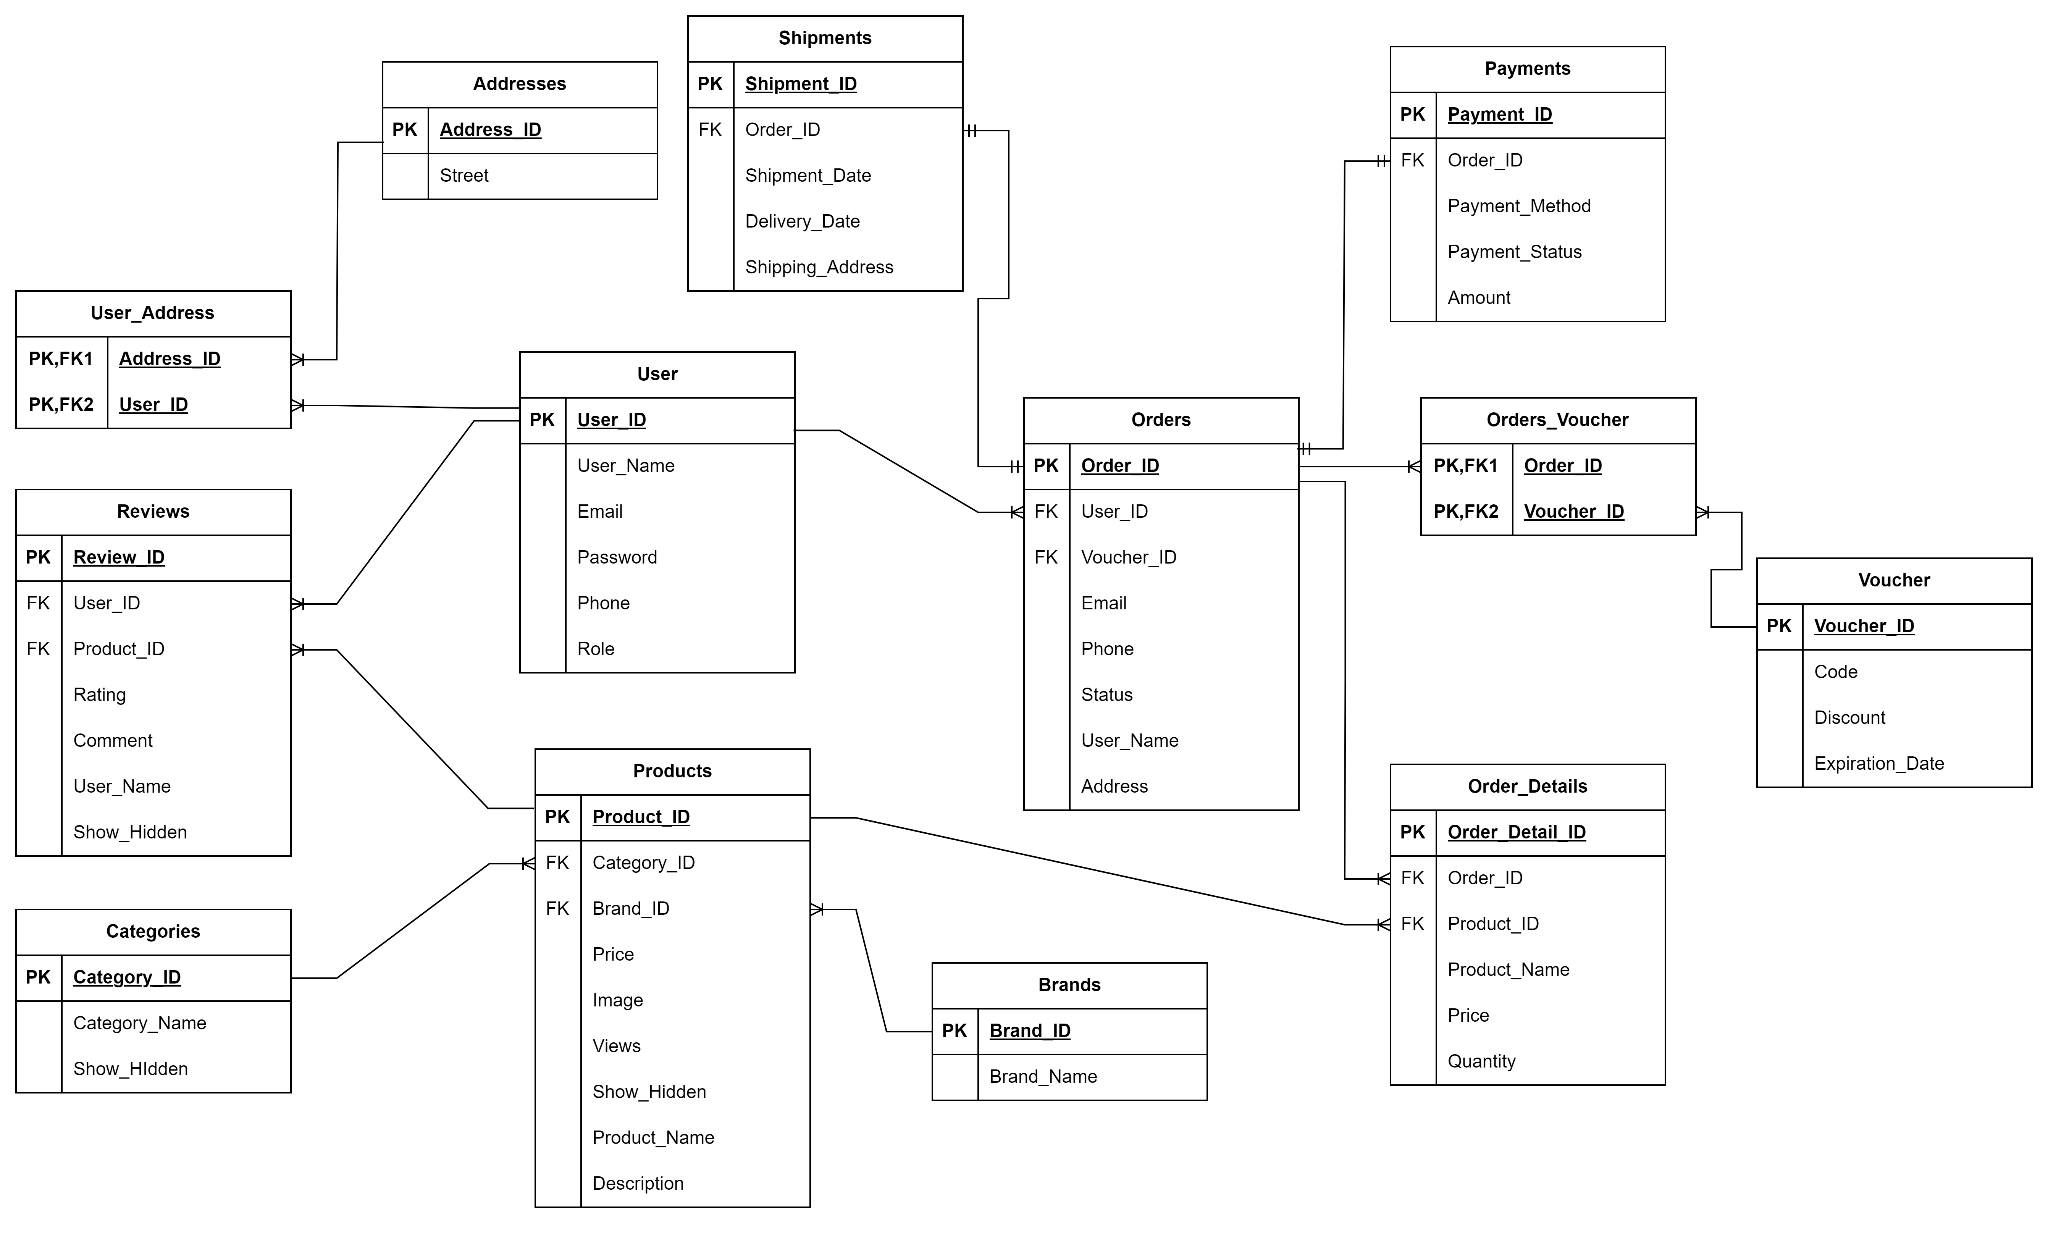 Shipments
PK Shipment_ID
FK Order_ID
Shipment_Date
Delivery_Date
Shipping_Address
Addresses
PK Address_ID
Street
Payments
PK Payment_ID
FK Order_ID
Payment_Method
Payment_Status
Amount
User_Address
PK,FK1 Address_ID
PK,FK2 User_ID
User
PK User_ID
User_Name
Email
Password
Phone
Role
Orders
PK Order_ID
FK User_ID
FK Voucher_ID
Email
Phone
Status
User_Name
Address
Orders_Voucher
PK,FK1 Order_ID
PK,FK2 Voucher_ID
Voucher
PK Voucher_ID
Code
Discount
Expiration_Date
Reviews
PK Review_ID
FK User_ID
FK Product_ID
Rating
Comment
User_Name
Show_Hidden
Products
PK Product_ID
FK Category_ID
FK Brand_ID
Price
Image
Views
Show_Hidden
Product_Name
Description
Order_Details
PK Order_Detail_ID
FK Order_ID
FK Product_ID
Product_Name
Price
Quantity
Categories
PK Category_ID
Category_Name
Show_HIdden
Brands
PK Brand_ID
Brand_Name